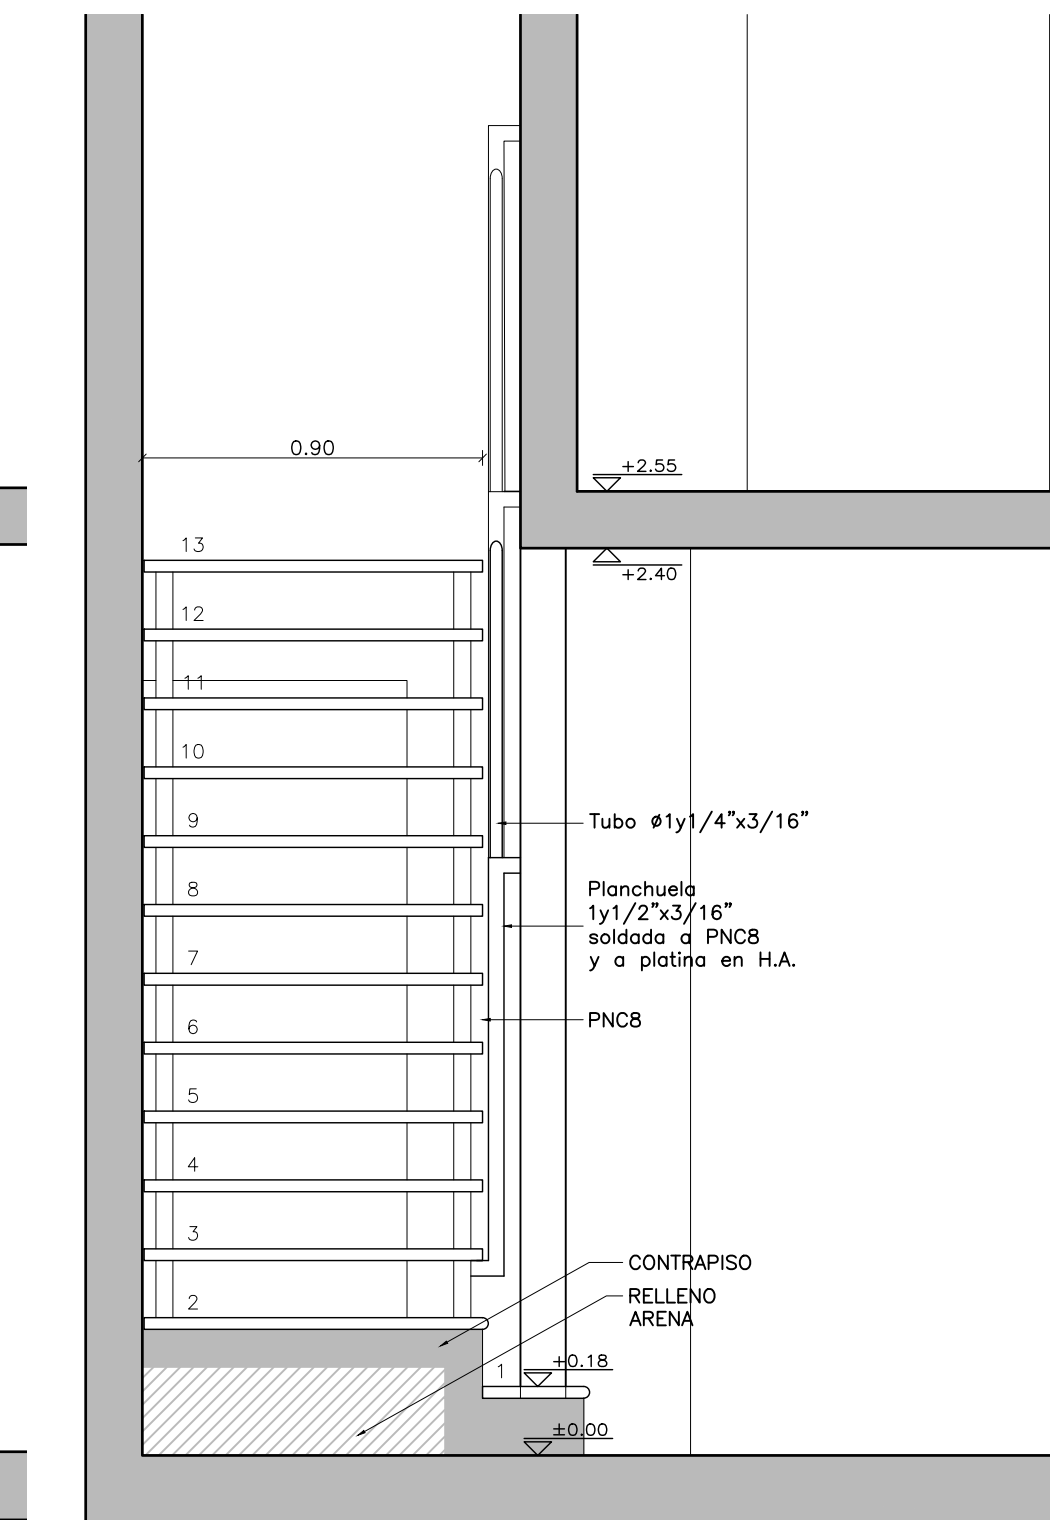 0.90
+2.55
+2.40
13
12
11
10
9
8
7
6
5
4
3
2
1
Tubo ø1y1/4"x3/16"
Planchuela
1y1/2"x3/16"
soldada a PNC8
y a platina en H.A.
PNC8
CONTRAPISO
RELLENO
ARENA
+0.18
±0.00